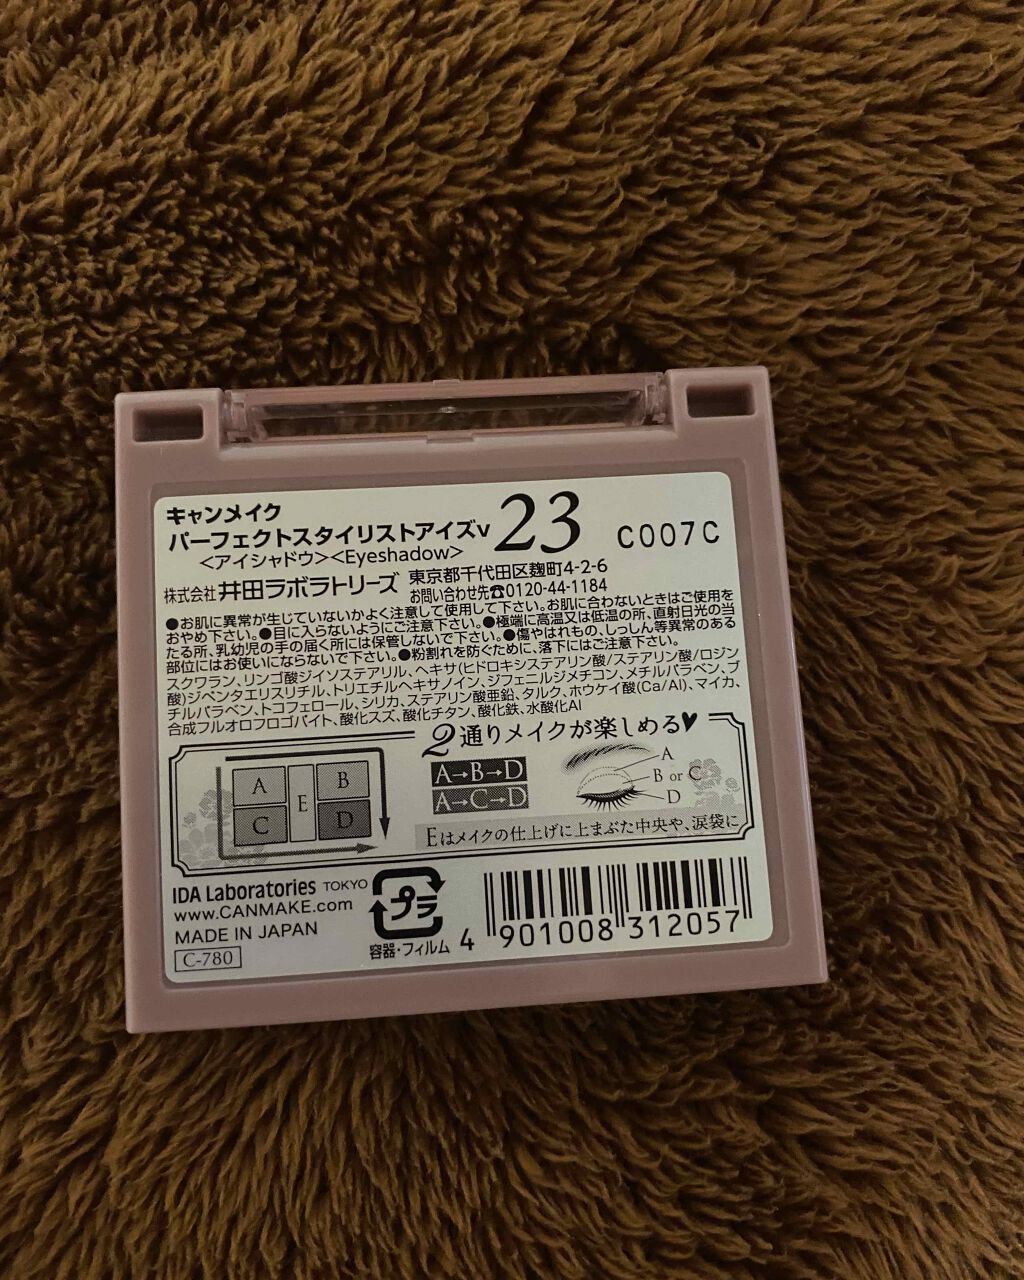 キャンメイク
パーフェクトスタイリストアイズv 23 C007C
<アイシャドウ><Eyeshadow>
株式会社 井田ラボラトリーズ 東京都千代田区麹町4-2-6
お問い合わせ先☎0120-44-1184
●お肌に異常が生じていないかよく注意して使用して下さい。お肌に合わないときはご使用を
おやめ下さい。●目に入らないようにご注意下さい。●極端に高温又は低温の所、直射日光の当
たる所、乳幼児の手の届く所には保管しないで下さい。●傷やはれもの、しっしん等異常のある
部位にはお使いにならないで下さい。●粉割れを防ぐために、落下にはご注意下さい。
スクワラン、リンゴ酸ジイソステアリル、ヘキサ(ヒドロキシステアリン酸/ステアリン酸/ロジン
酸)ジペンタエリスリチル、トリエチルヘキサノイン、ジフェニルジメチコン、メチルパラベン、ブ
チルパラベン、トコフェロール、シリカ、ステアリン酸亜鉛、タルク、ホウケイ酸(Ca/Al)、マイカ、
合成フルオロフロゴパイト、酸化スズ、酸化チタン、酸化鉄、水酸化Al
2通りメイクが楽しめる♥
A B
E
C D
A→B→D
A→C→D
A
B or C
D
Eはメイクの仕上げに上まぶた中央や、涙袋に
IDA Laboratories TOKYO
www.CANMAKE.com
MADE IN JAPAN
C-780
プラ
容器・フィルム
4 901008 312057